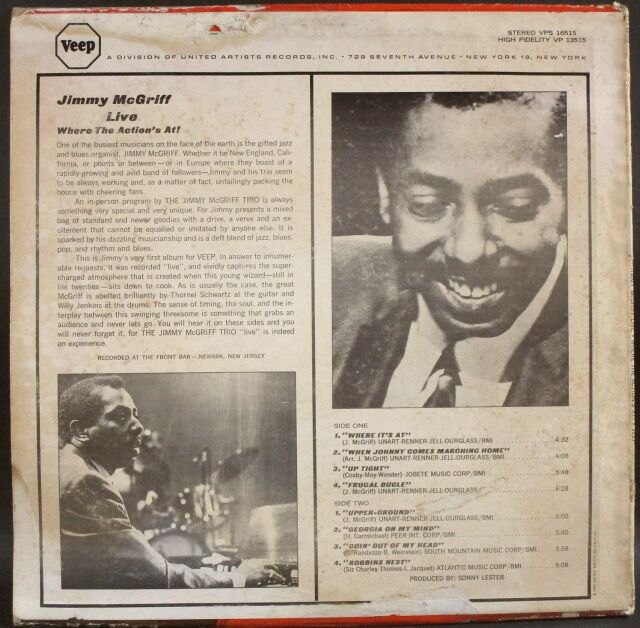 Veep
STEREO VPS 16515
HIGH FIDELITY VP 13515
A DIVISION OF UNITED ARTISTS RECORDS, INC. • 729 SEVENTH AVENUE • NEW YORK 19, NEW YORK
Jimmy McGriff
Live
Where The Action's At!
One of the busiest musicians on the face of the earth is the gifted jazz
and blues organist, JIMMY McGRIFF. Whether it be New England, Cali-
fornia, or points in between—or in Europe where they boast of a
rapidly growing and avid band of followers—Jimmy and his trio seem
to be always working and, as a matter of fact, unfailingly packing the
house with cheering fans.
An in-person program by THE JIMMY McGRIFF TRIO is always
something very special and very unique. For Jimmy presents a mixed
bag of standard and newer goodies with a drive, a verve and an ex-
citement that cannot be equalled or imitated by anyone else. It is
sparked by his dazzling musicianship and is a deft blend of jazz, blues,
pop, and rhythm and blues.
This is Jimmy's very first album for VEEP. In answer to innumer-
able requests, it was recorded "live", and vividly captures the super-
charged atmosphere that is created when this young wizard—still in
his twenties—sits down to cook. As is usually the case, the great
McGriff is abetted brilliantly by Thornel Schwartz at the guitar and
Willy Jenkins at the drums. The sense of timing, the soul, and the in-
terplay between this swinging threesome is something that grabs an
audience and never lets go. You will hear it on these sides and you
will never forget it, for THE JIMMY McGRIFF TRIO "live" is indeed
an experience.
RECORDED AT THE FRONT BAR—NEWARK, NEW JERSEY
SIDE ONE
1. "WHERE IT'S AT" 4:32
(J. McGriff) UNART-RENNER-JELL-OURGLASS/BMI
2. "WHEN JOHNNY COMES MARCHING HOME" 4:00
(Arr. J. McGriff) UNART-RENNER-JELL-OURGLASS/BMI
3. "UP TIGHT" 5:48
(Cosby-Moy-Wonder) JOBETE MUSIC CORP/BMI
4. "FRUGAL BUGLE" 6:28
(J. McGriff) UNART-RENNER-JELL-OURGLASS/BMI
SIDE TWO
1. "UPPER-GROUND" 5:00
(J. McGriff) UNART-RENNER-JELL-OURGLASS/BMI
2. "GEORGIA ON MY MIND" 5:40
(H. Carmichael) PEER INT. CORP/BMI
3. "GOIN' OUT OF MY HEAD" 3:58
Randazzo-B. Weinstein) SOUTH MOUNTAIN MUSIC CORP/BMI
4. "ROBBINS NEST" 5:06
(Sir Charles Thomas-I. Jacquet) ATLANTIC MUSIC CORP/BMI
PRODUCED BY: SONNY LESTER